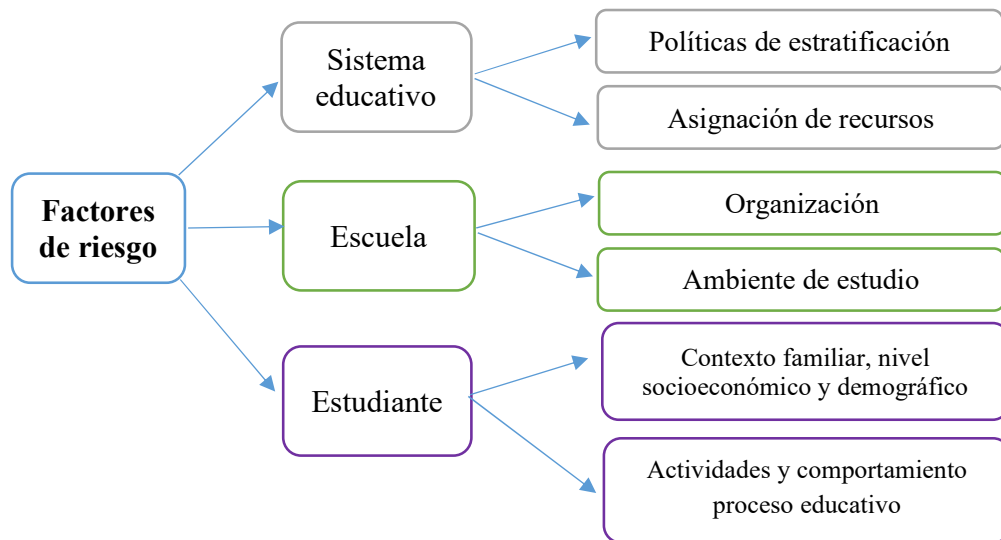 Factores
de riesgo
Sistema
educativo
Políticas de estratificación
Asignación de recursos
Escuela
Organización
Ambiente de estudio
Estudiante
Contexto familiar, nivel
socioeconómico y demográfico
Actividades y comportamiento
proceso educativo